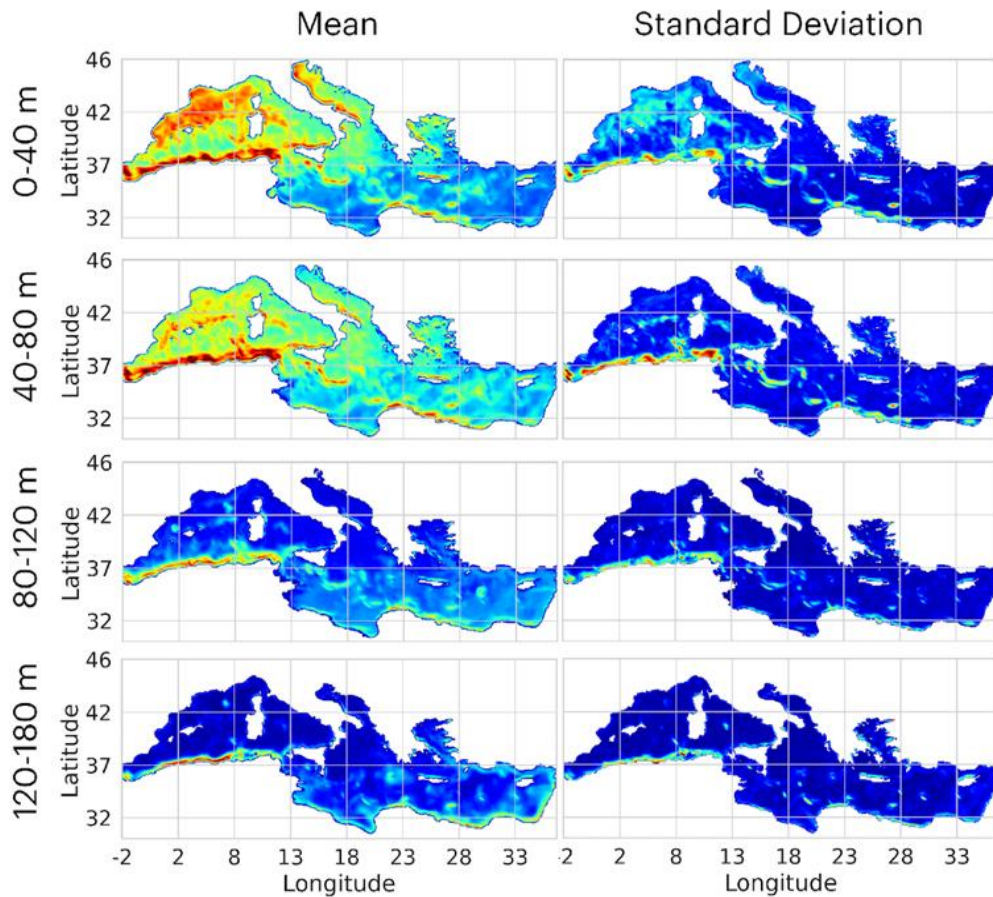 Mean Standard Deviation
0-40 m
Latitude
46
42
37
32
40-80 m
Latitude
46
42
37
32
80-120 m
Latitude
46
42
37
32
120-180 m
Latitude
46
42
37
32
-2 2 8 13 18 23 28 33 -2 2 8 13 18 23 28 33
Longitude Longitude